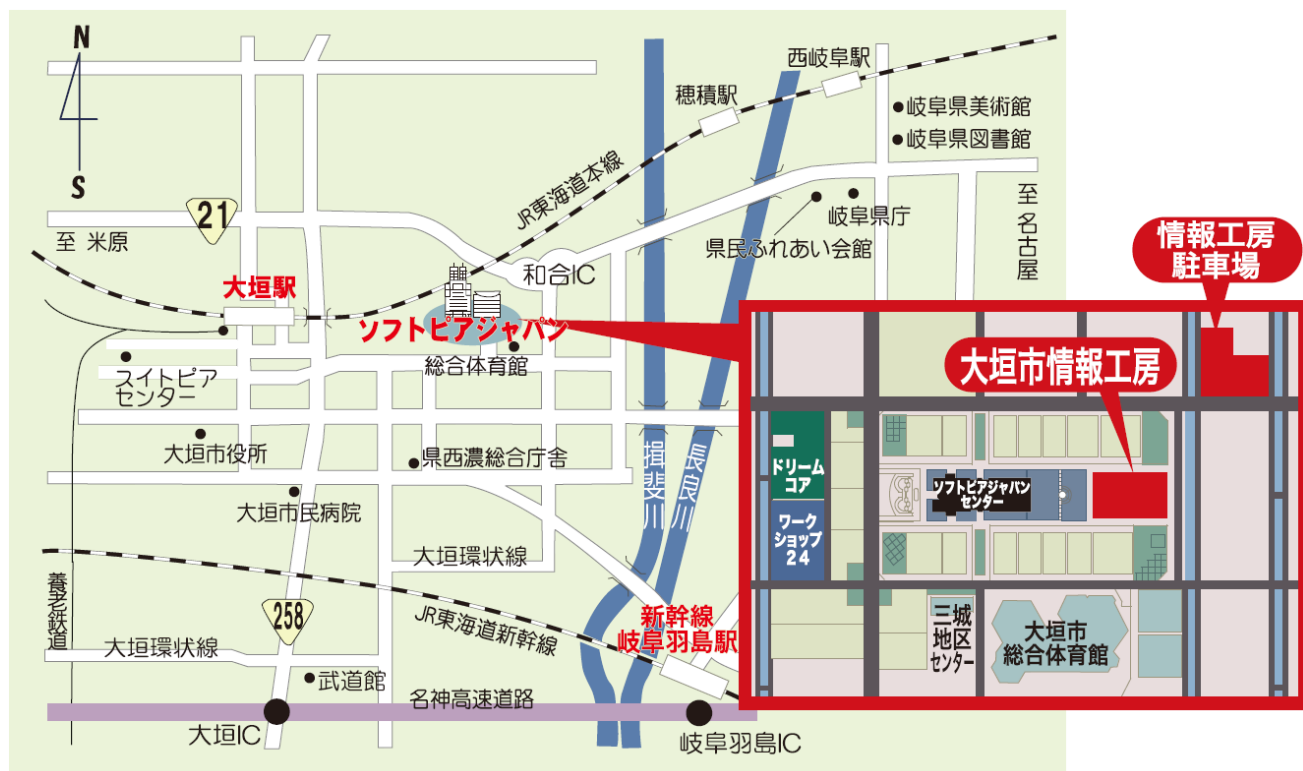 N
S
西岐阜駅
穂積駅
岐阜県美術館
岐阜県図書館
JR東海道本線
21
至 米原
至 名古屋
岐阜県庁
県民ふれあい会館
大垣駅
和合IC
ソフトピアジャパン
総合体育館
スイトピア
センター
大垣市役所
県西濃総合庁舎
大垣市民病院
揖斐川
長良川
大垣環状線
養老鉄道
258
JR東海道新幹線
新幹線
岐阜羽島駅
大垣環状線
武道館
名神高速道路
大垣IC
岐阜羽島IC
情報工房
駐車場
大垣市情報工房
ドリーム
コア
ソフトピアジャパン
センター
ワーク
ショップ
24
三城
地区
センター
大垣市
総合体育館